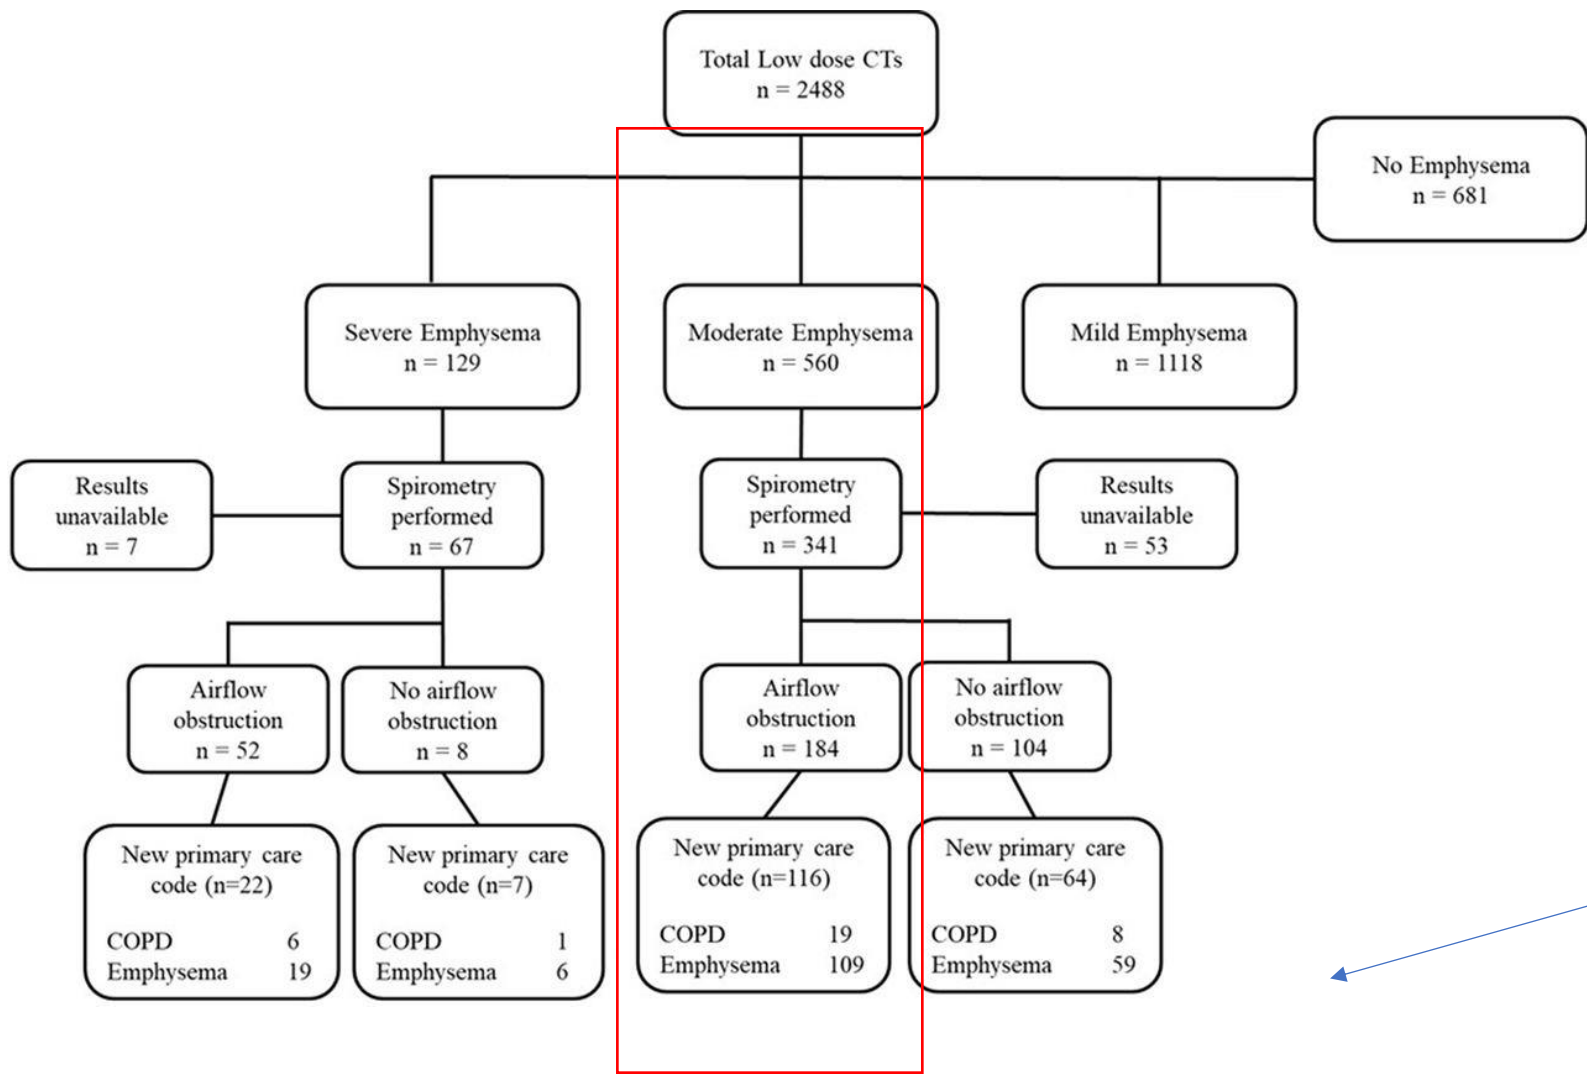 Total Low dose CTs
n = 2488
No Emphysema
n = 681
Severe Emphysema
n = 129
Moderate Emphysema
n = 560
Mild Emphysema
n = 1118
Results
unavailable
n = 7
Spirometry
performed
n = 67
Spirometry
performed
n = 341
Results
unavailable
n = 53
Airflow
obstruction
n = 52
No airflow
obstruction
n = 8
Airflow
obstruction
n = 184
No airflow
obstruction
n = 104
New primary care
code (n=22)
COPD 6
Emphysema 19
New primary care
code (n=7)
COPD 1
Emphysema 6
New primary care
code (n=116)
COPD 19
Emphysema 109
New primary care
code (n=64)
COPD 8
Emphysema 59